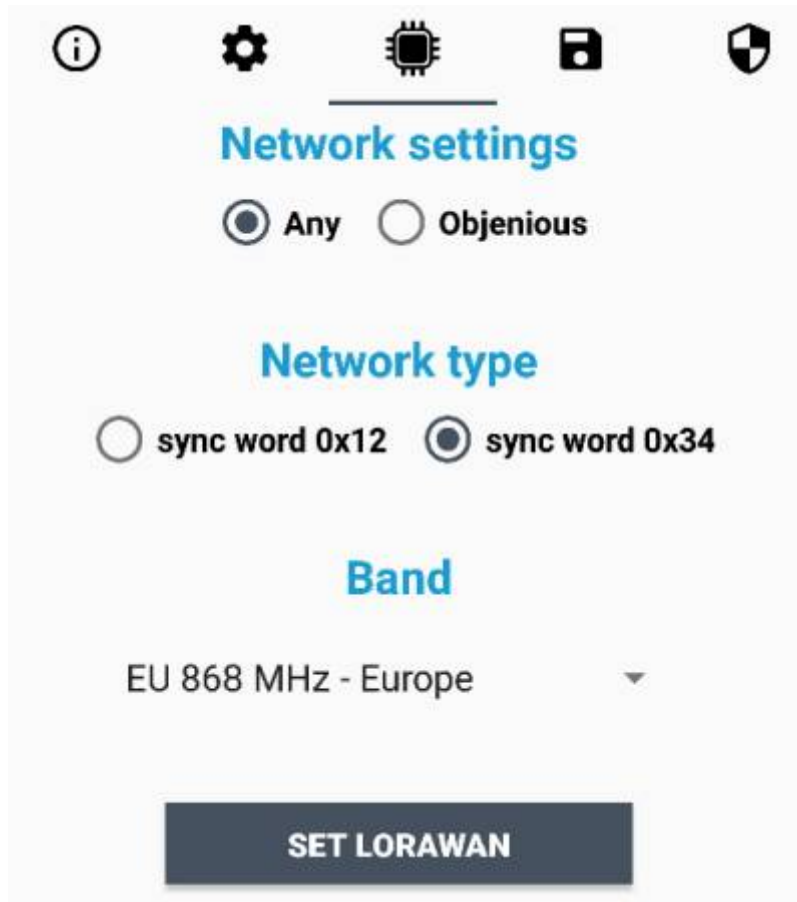 Network settings
Any Objenious
Network type
sync word 0x12 sync word 0x34
Band
EU 868 MHz - Europe
SET LORAWAN